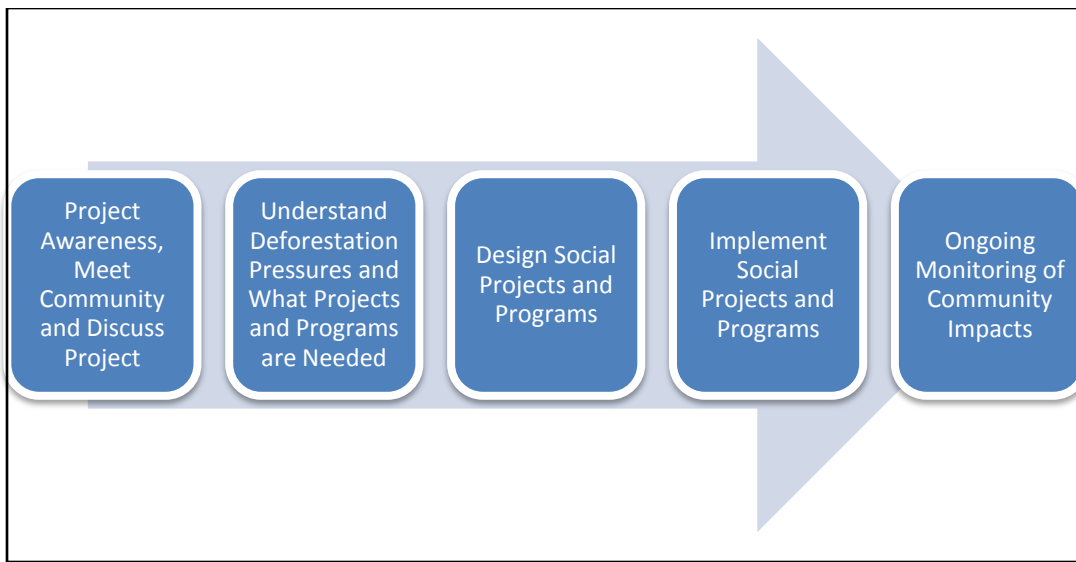 Project
Awareness,
Meet
Community
and Discuss
Project
Understand
Deforestation
Pressures and
What Projects
and Programs
are Needed
Design Social
Projects and
Programs
Implement
Social
Projects and
Programs
Ongoing
Monitoring of
Community
Impacts